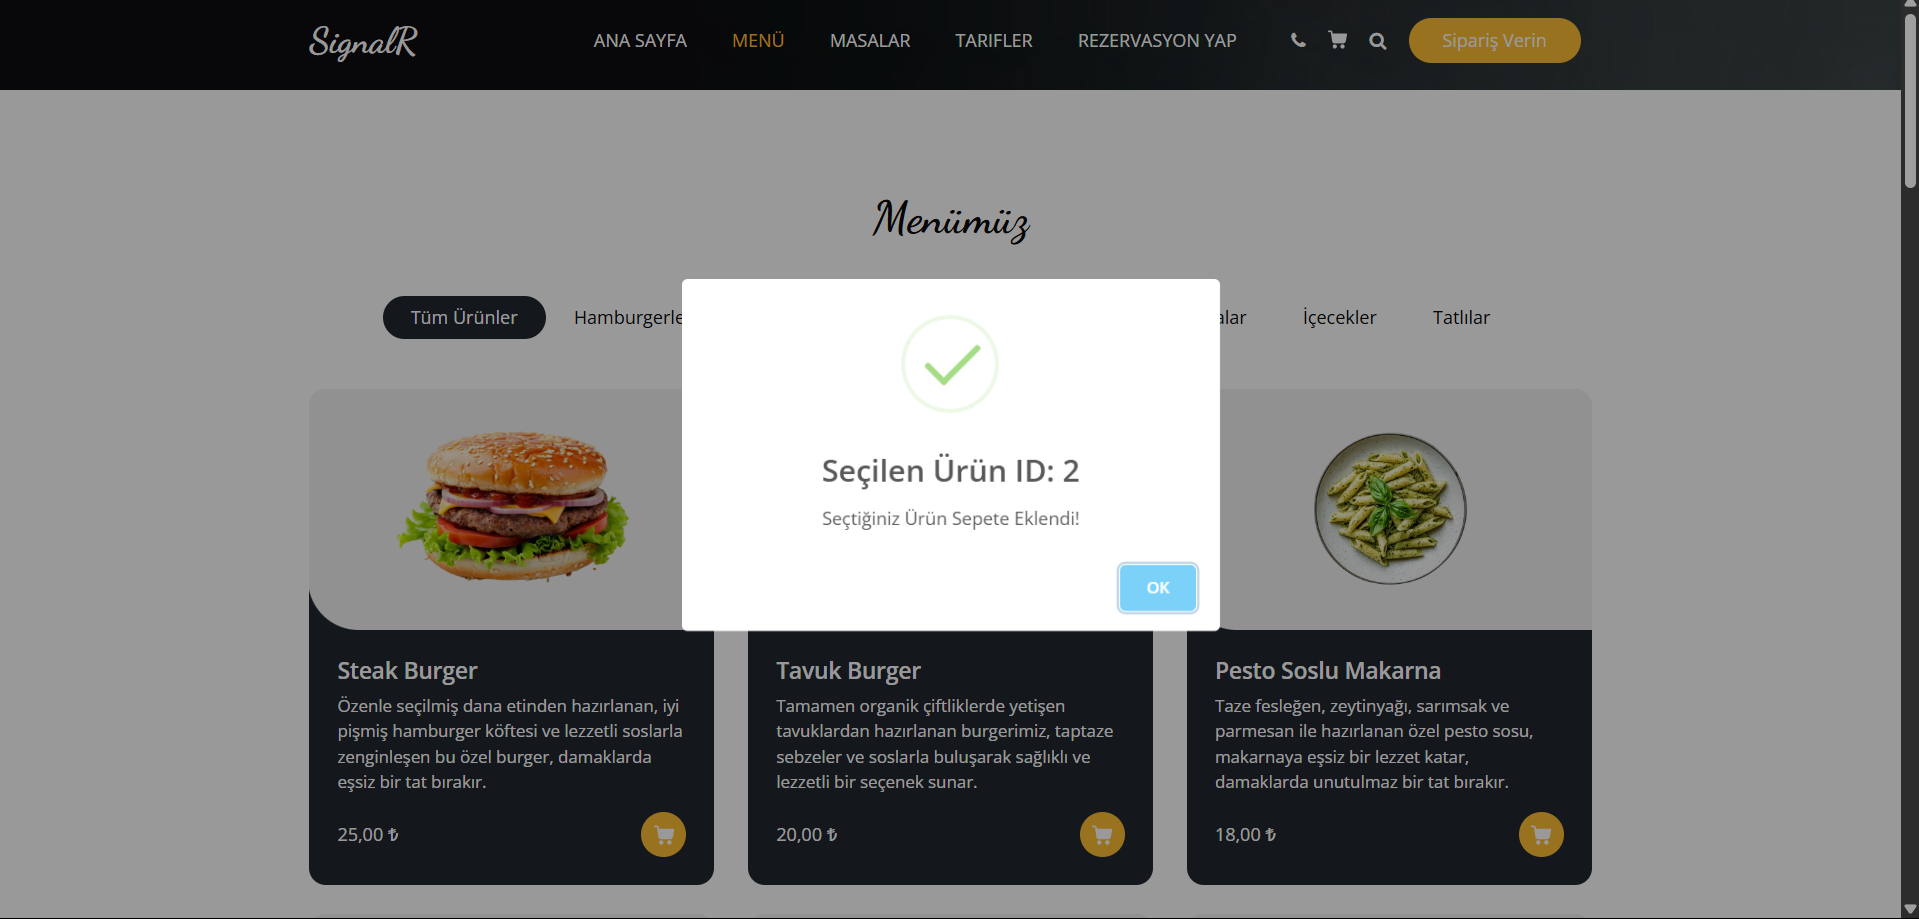 SignalR
ANA SAYFA
MENÜ
MASALAR
TARIFLER
REZERVASYON YAP
Sipariş Verin
Menümüz
Tüm Ürünler
Hamburgerle
alar
İçecekler
Tatlılar
Seçilen Ürün ID: 2
Seçtiğiniz Ürün Sepete Eklendi!
OK
Steak Burger
Özenle seçilmiş dana etinden hazırlanan, iyi
pişmiş hamburger köftesi ve lezzetli soslarla
zenginleşen bu özel burger, damaklarda
eşsiz bir tat bırakır.
25,00 ₺
Tavuk Burger
Tamamen organik çiftliklerde yetişen
tavuklardan hazırlanan burgerimiz, taptaze
sebzeler ve soslarla buluşarak sağlıklı ve
lezzetli bir seçenek sunar.
20,00 ₺
Pesto Soslu Makarna
Taze fesleğen, zeytinyağı, sarımsak ve
parmesan ile hazırlanan özel pesto sosu,
makarnaya eşsiz bir lezzet katar,
damaklarda unutulmaz bir tat bırakır.
18,00 ₺